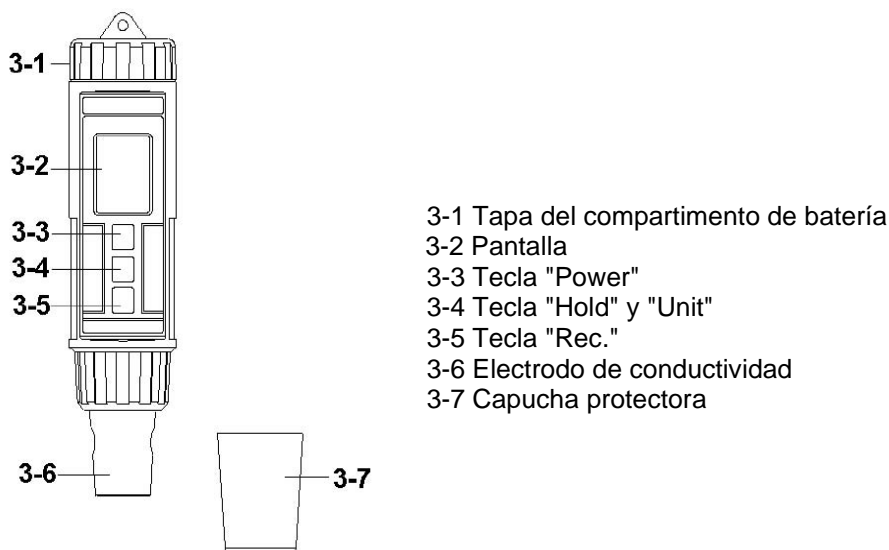 3-1
3-2
3-3
3-4
3-5
3-6
3-7
3-1 Tapa del compartimento de batería
3-2 Pantalla
3-3 Tecla "Power"
3-4 Tecla "Hold" y "Unit"
3-5 Tecla "Rec."
3-6 Electrodo de conductividad
3-7 Capucha protectora